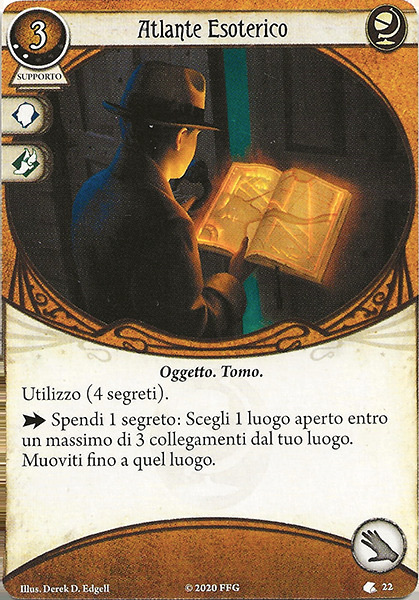 3
Atlante Esoterico
SUPPORTO
Oggetto. Tomo.
Utilizzo (4 segreti).
Spendi 1 segreto: Scegli 1 luogo aperto entro
un massimo di 3 collegamenti dal tuo luogo.
Muoviti fino a quel luogo.
Illus. Derek D. Edgell
© 2020 FFG
22